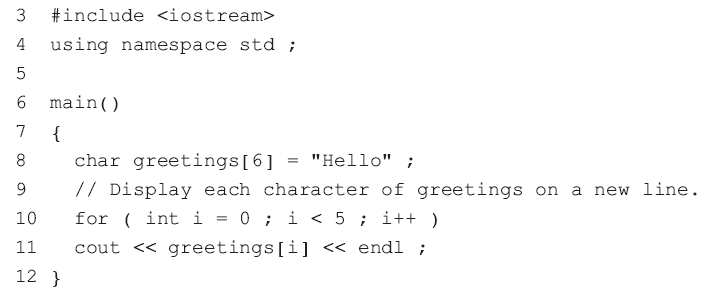 3 #include <iostream>
4 using namespace std ;
5
6 main()
7 {
8 char greetings[6] = "Hello" ;
9 // Display each character of greetings on a new line.
10 for ( int i = 0 ; i < 5 ; i++ )
11 cout << greetings[i] << endl ;
12 }